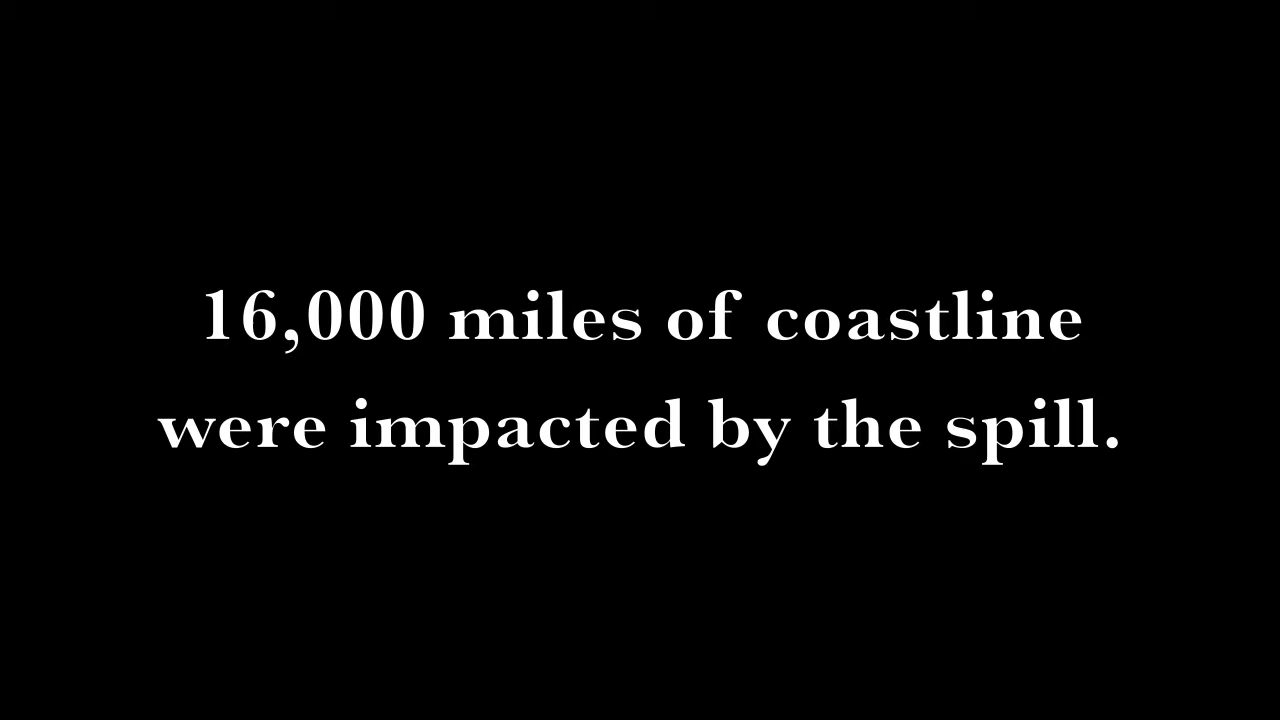 16,000 miles of coastline
were impacted by the spill.